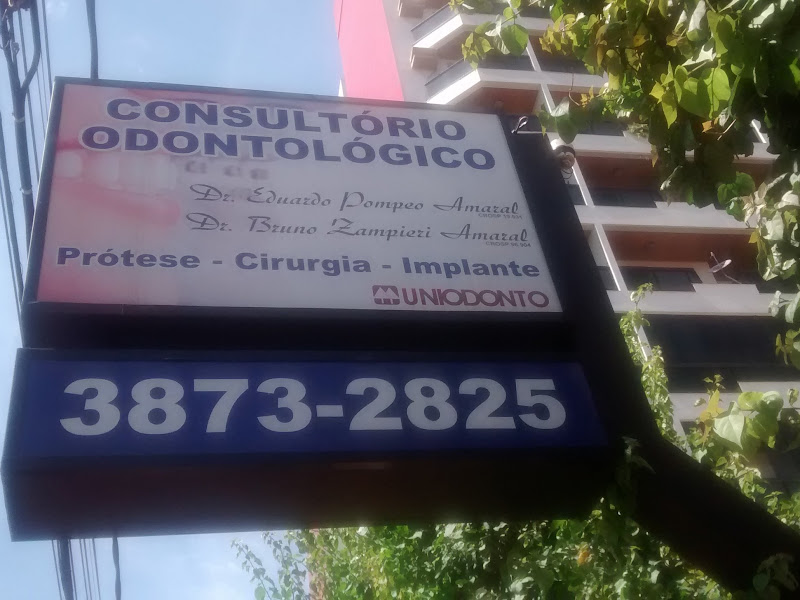 CONSULTÓRIO
ODONTOLÓGICO
Dr. Eduardo Pompeo Amaral
Dr. Bruno Zampieri Amaral
Prótese - Cirurgia - Implante
UNIODONTO
3873-2825